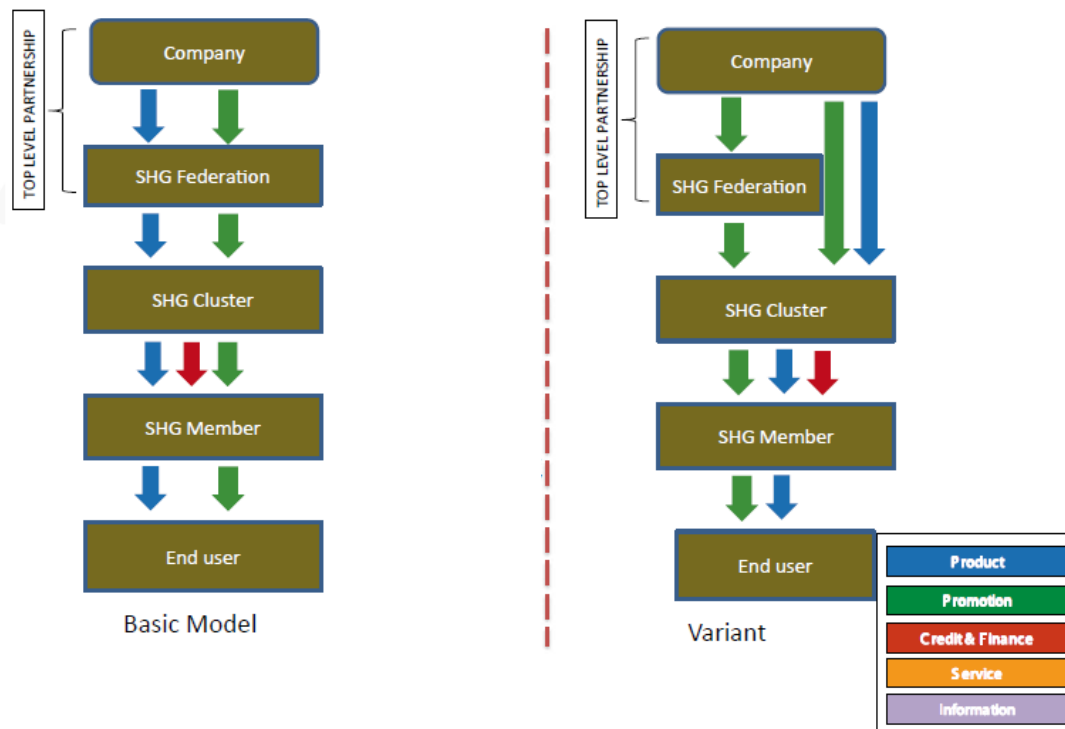 TOP LEVEL PARTNERSHIP
Company
SHG Federation
SHG Cluster
SHG Member
End user
Basic Model
TOP LEVEL PARTNERSHIP
Company
SHG Federation
SHG Cluster
SHG Member
End user
Variant
Product
Promotion
Credit & Finance
Service
Information